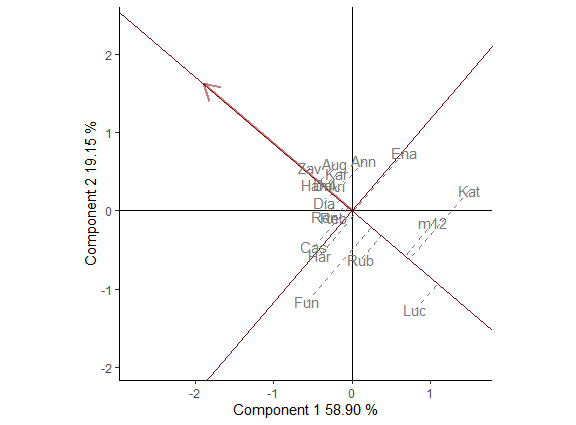 2
Aug
Ann
Ena
Zav
Kar
Kat
Dia
m12
Cas
Har
Rub
Fun
Luc
1
0
-1
-2
-2
-1
0
1
Component 1 58.90 %
Component 2 19.15 %